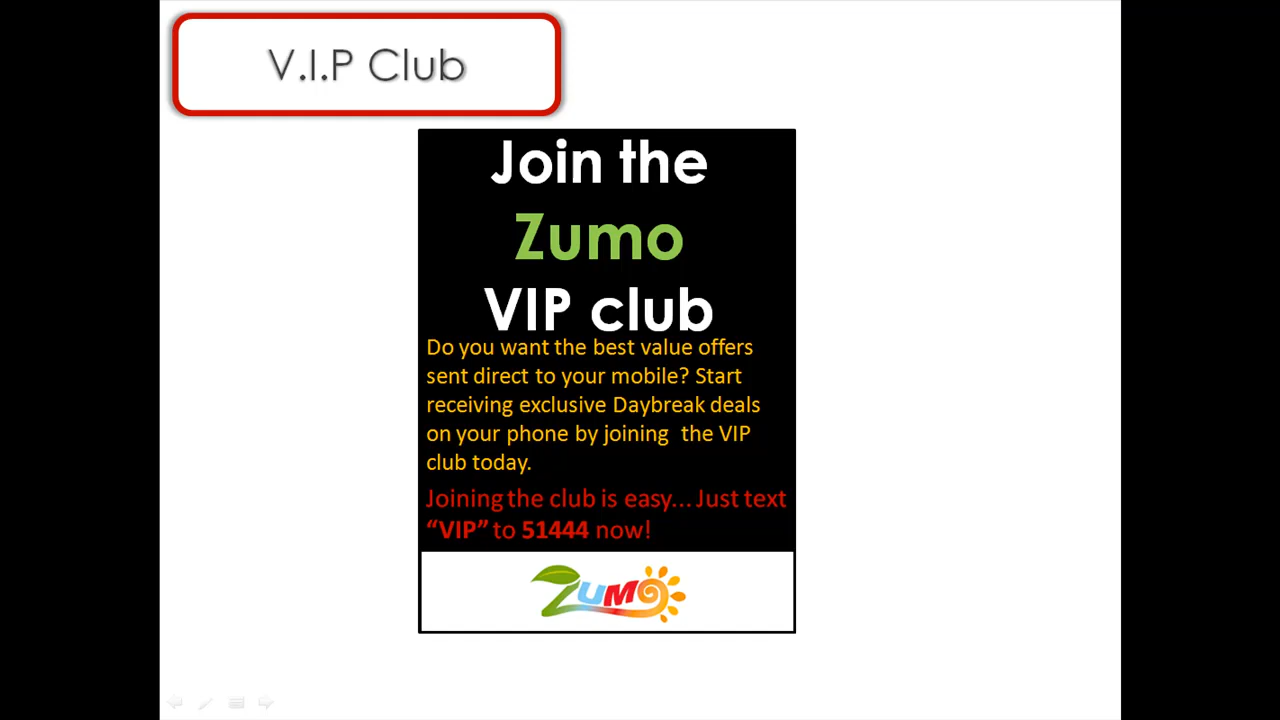 V.I.P Club
Join the
Zumo
VIP club
Do you want the best value offers
sent direct to your mobile? Start
receiving exclusive Daybreak deals
on your phone by joining  the VIP
club today.
Joining the club is easy... Just text
“VIP” to 51444 now!
Zumo